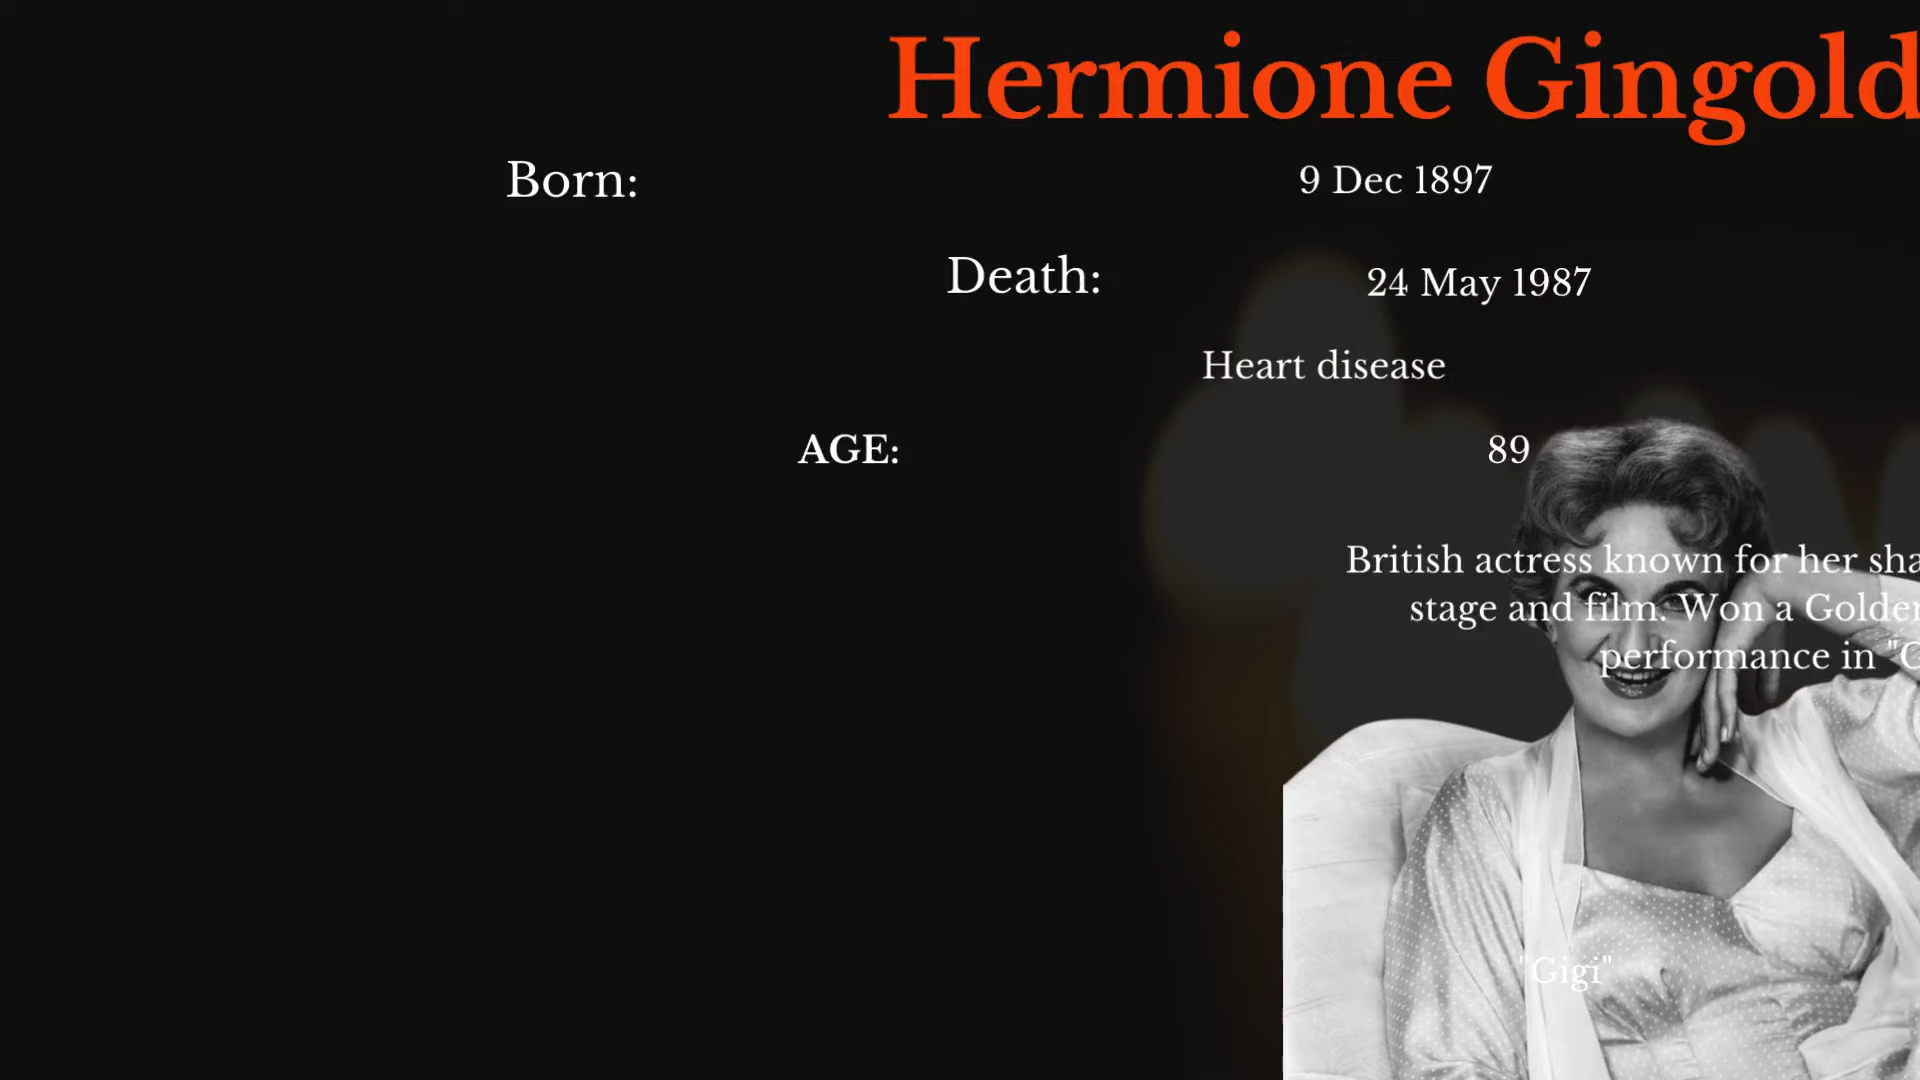 Hermione Gingold
Born: 9 Dec 1897
Death: 24 May 1987
Heart disease
AGE: 89
British actress known for her sha
stage and film. Won a Golden
performance in "G
"Gigi"